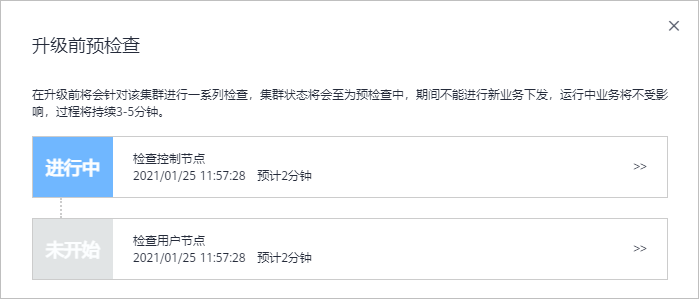 升级前预检查
在升级前将会针对该集群进行一系列检查，集群状态将会至为预检查中，期间不能进行新业务下发，运行中业务将不受影
响，过程将持续3-5分钟。
进行中
检查控制节点
2021/01/25 11:57:28 预计2分钟
>>
未开始
检查用户节点
2021/01/25 11:57:28 预计2分钟
>>